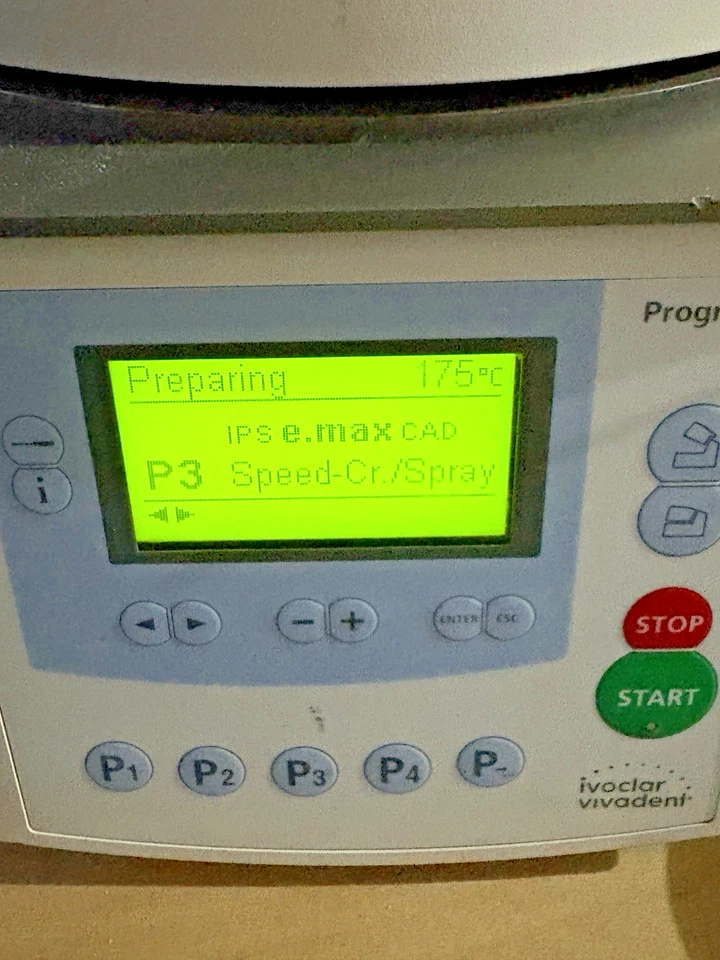 Progr
Preparing 175°C
IPS e.max CAD
P3 Speed-Cr./Spray
i
ENTER ESC
STOP
START
P1 P2 P3 P4 P-
ivoclar
vivadent